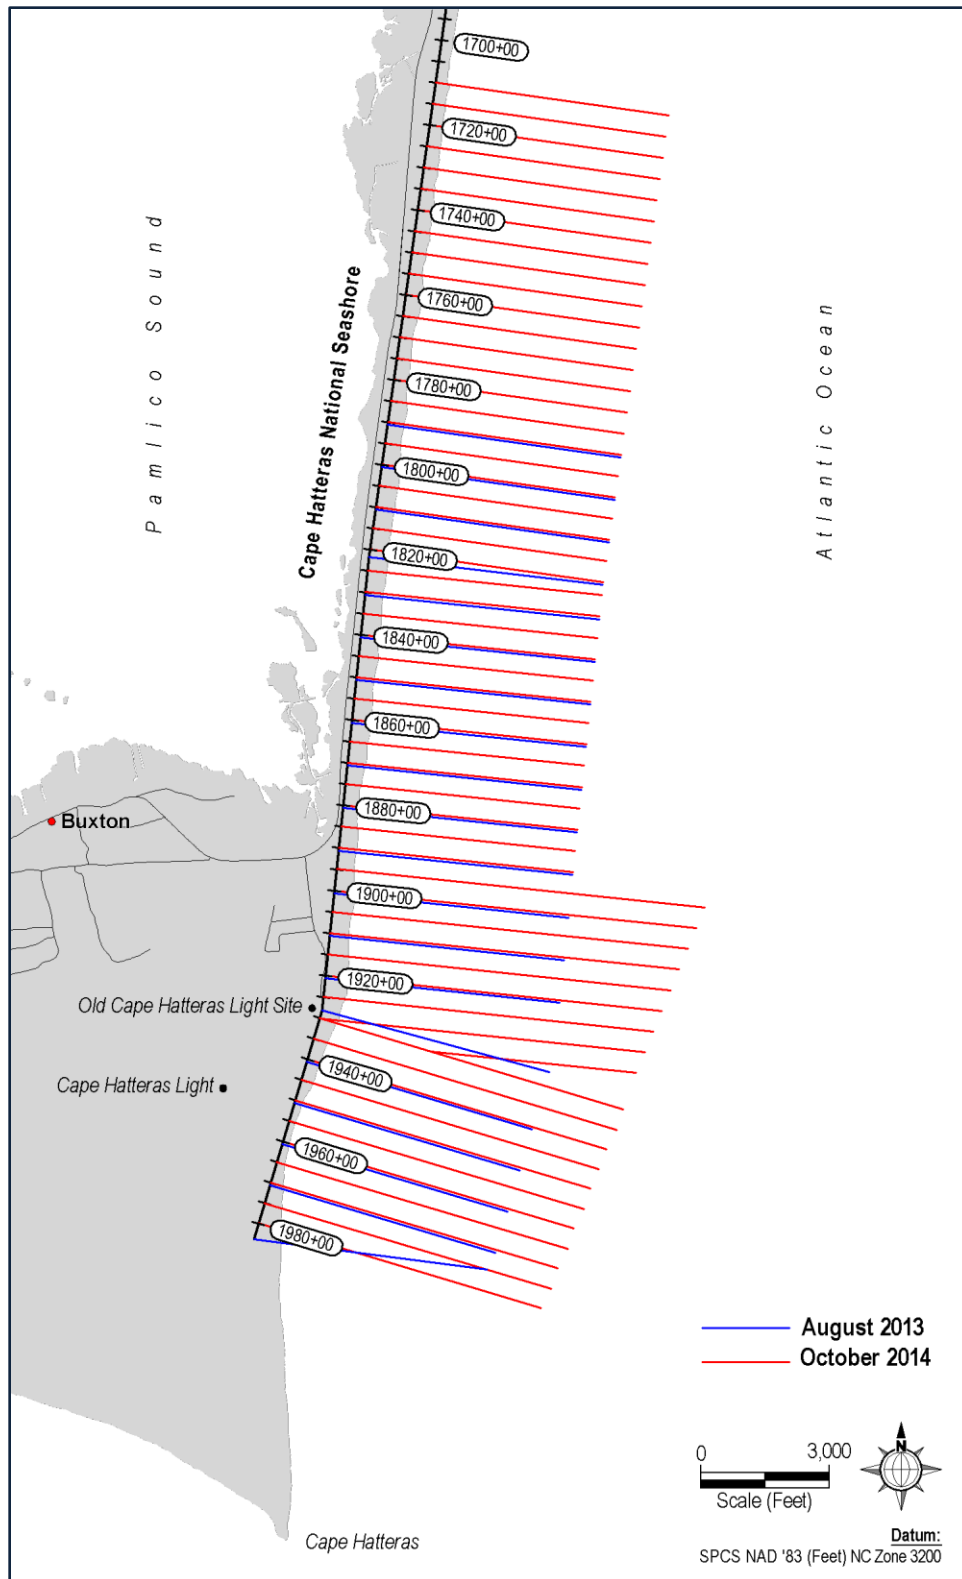 1700+00
1720+00
1740+00
Pamlico Sound
Cape Hatteras National Seashore
Atlantic Ocean
1760+00
1780+00
1800+00
1820+00
1840+00
1860+00
1880+00
Buxton
1900+00
1920+00
Old Cape Hatteras Light Site
1940+00
Cape Hatteras Light
1960+00
1980+00
August 2013
October 2014
0 3,000
Scale (Feet)
N
Cape Hatteras
Datum:
SPCS NAD '83 (Feet) NC Zone 3200